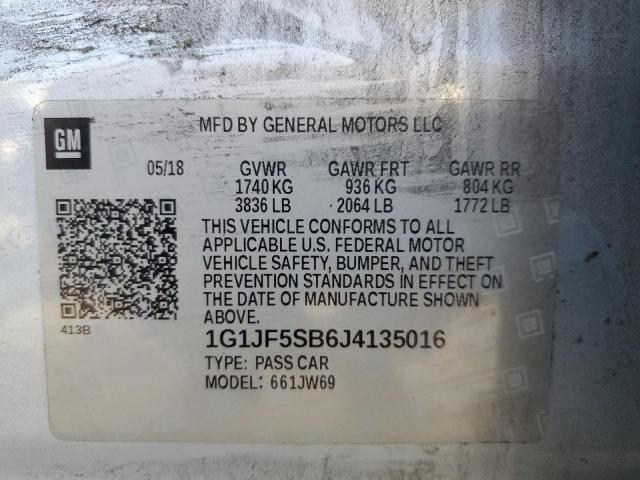 GM
MFD BY GENERAL MOTORS LLC
05/18 GVWR GAWR FRT GAWR RR
1740 KG 936 KG 804 KG
3836 LB 2064 LB 1772 LB
THIS VEHICLE CONFORMS TO ALL
APPLICABLE U.S. FEDERAL MOTOR
VEHICLE SAFETY, BUMPER, AND THEFT
PREVENTION STANDARDS IN EFFECT ON
THE DATE OF MANUFACTURE SHOWN
ABOVE.
413B
1G1JF5SB6J4135016
TYPE: PASS CAR
MODEL: 661JW69